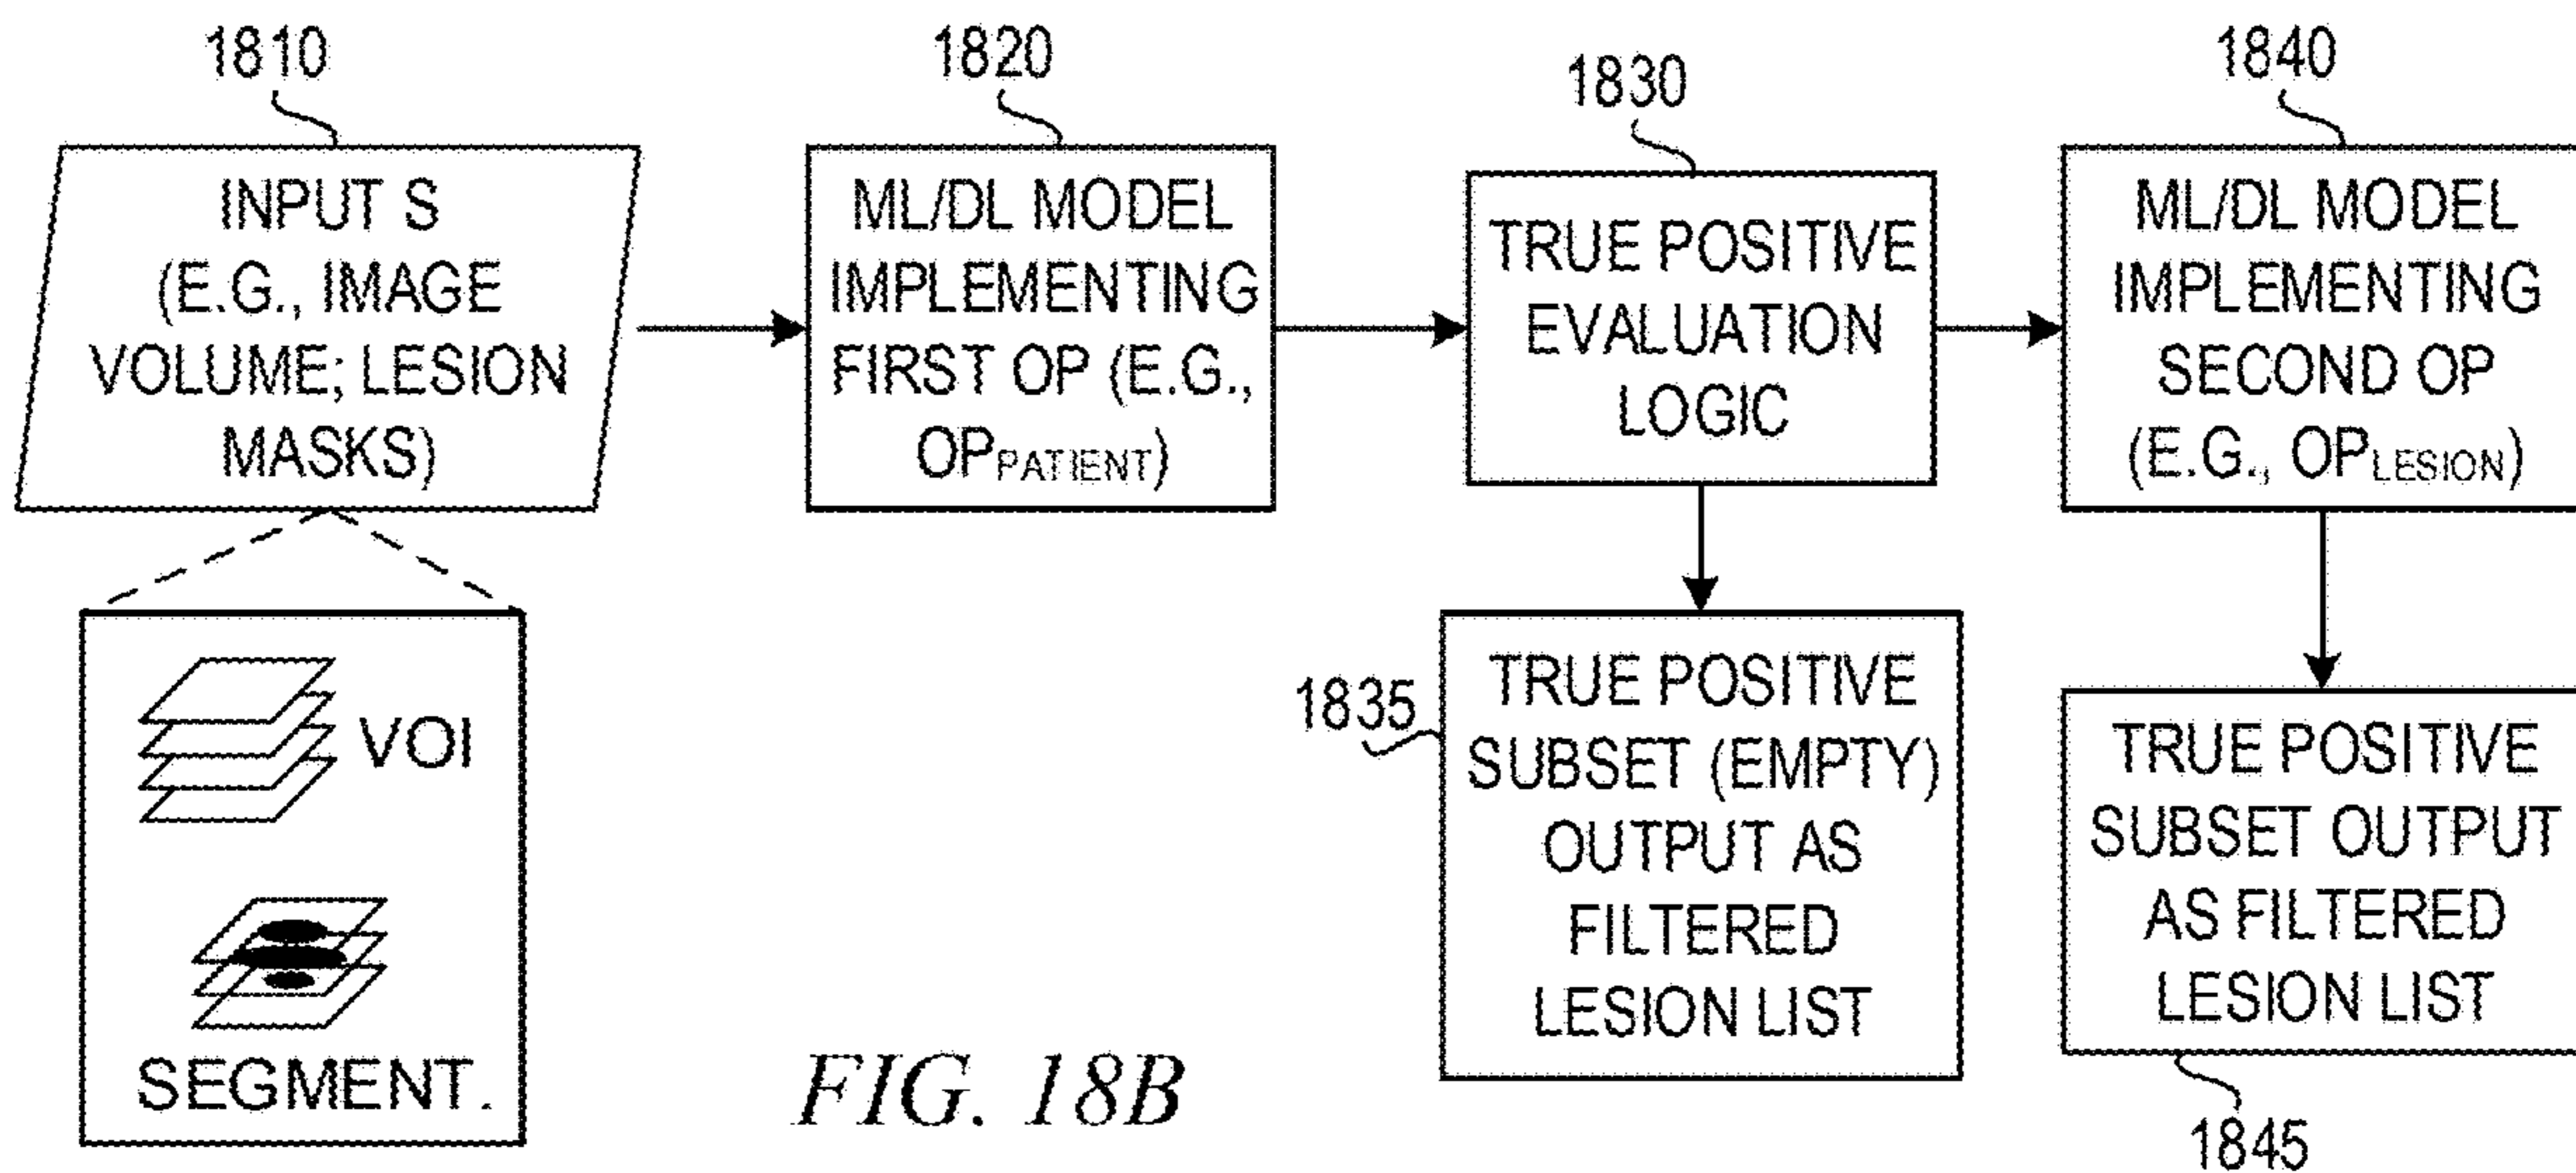 1810
INPUT S
(E.G., IMAGE
VOLUME; LESION
MASKS)
VOI
SEGMENT.
1820
ML/DL MODEL
IMPLEMENTING
FIRST OP (E.G.,
OPPATIENT)
1830
TRUE POSITIVE
EVALUATION
LOGIC
1835
TRUE POSITIVE
SUBSET (EMPTY)
OUTPUT AS
FILTERED
LESION LIST
1840
ML/DL MODEL
IMPLEMENTING
SECOND OP
(E.G., OPLESION)
TRUE POSITIVE
SUBSET OUTPUT
AS FILTERED
LESION LIST
1845
FIG. 18B